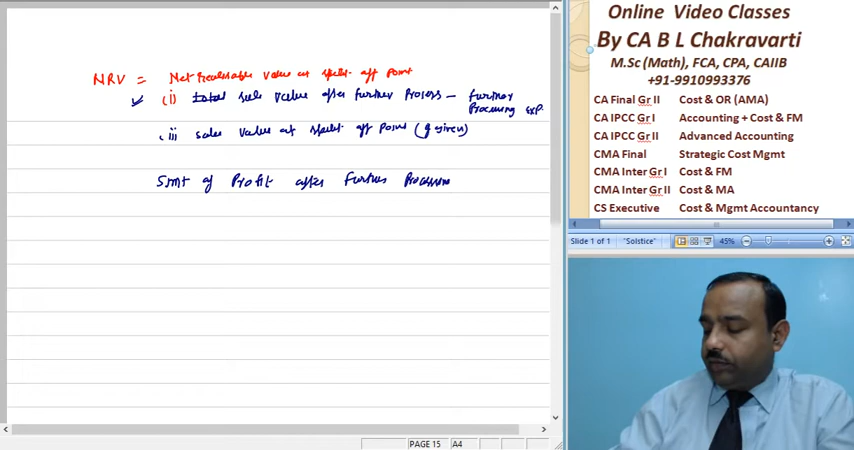 NRV = Net Realisable Value at split off point
(i) total sale value after further Process – further Processing Exp.
(ii) sales value at split off Point (if given)
Stmt of Profit after Further Processing
Online Video Classes
By CA B L Chakravarti
M.Sc (Math), FCA, CPA, CAIIB
+91-9910993376
CA Final Gr II Cost & OR (AMA)
CA IPCC Gr I Accounting + Cost & FM
CA IPCC Gr II Advanced Accounting
CMA Final Strategic Cost Mgmt
CMA Inter Gr I Cost & FM
CMA Inter Gr II Cost & MA
CS Executive Cost & Mgmt Accountancy
Slide 1 of 1 "Solstice" 45%
PAGE 15 A4